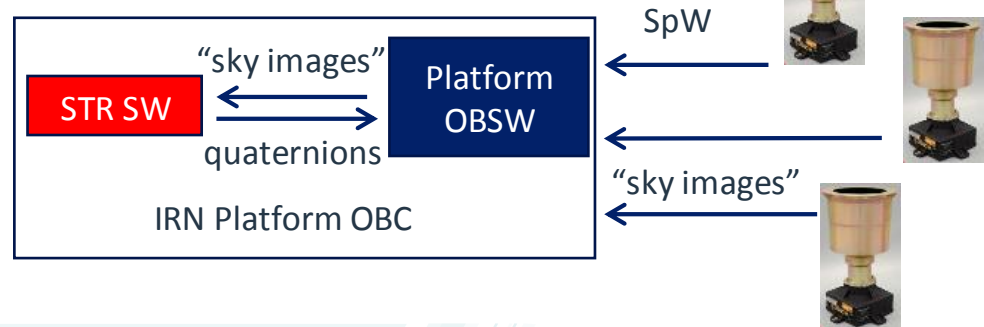 SpW
“sky images”
STR SW
Platform
OBSW
quaternions
“sky images”
IRN Platform OBC